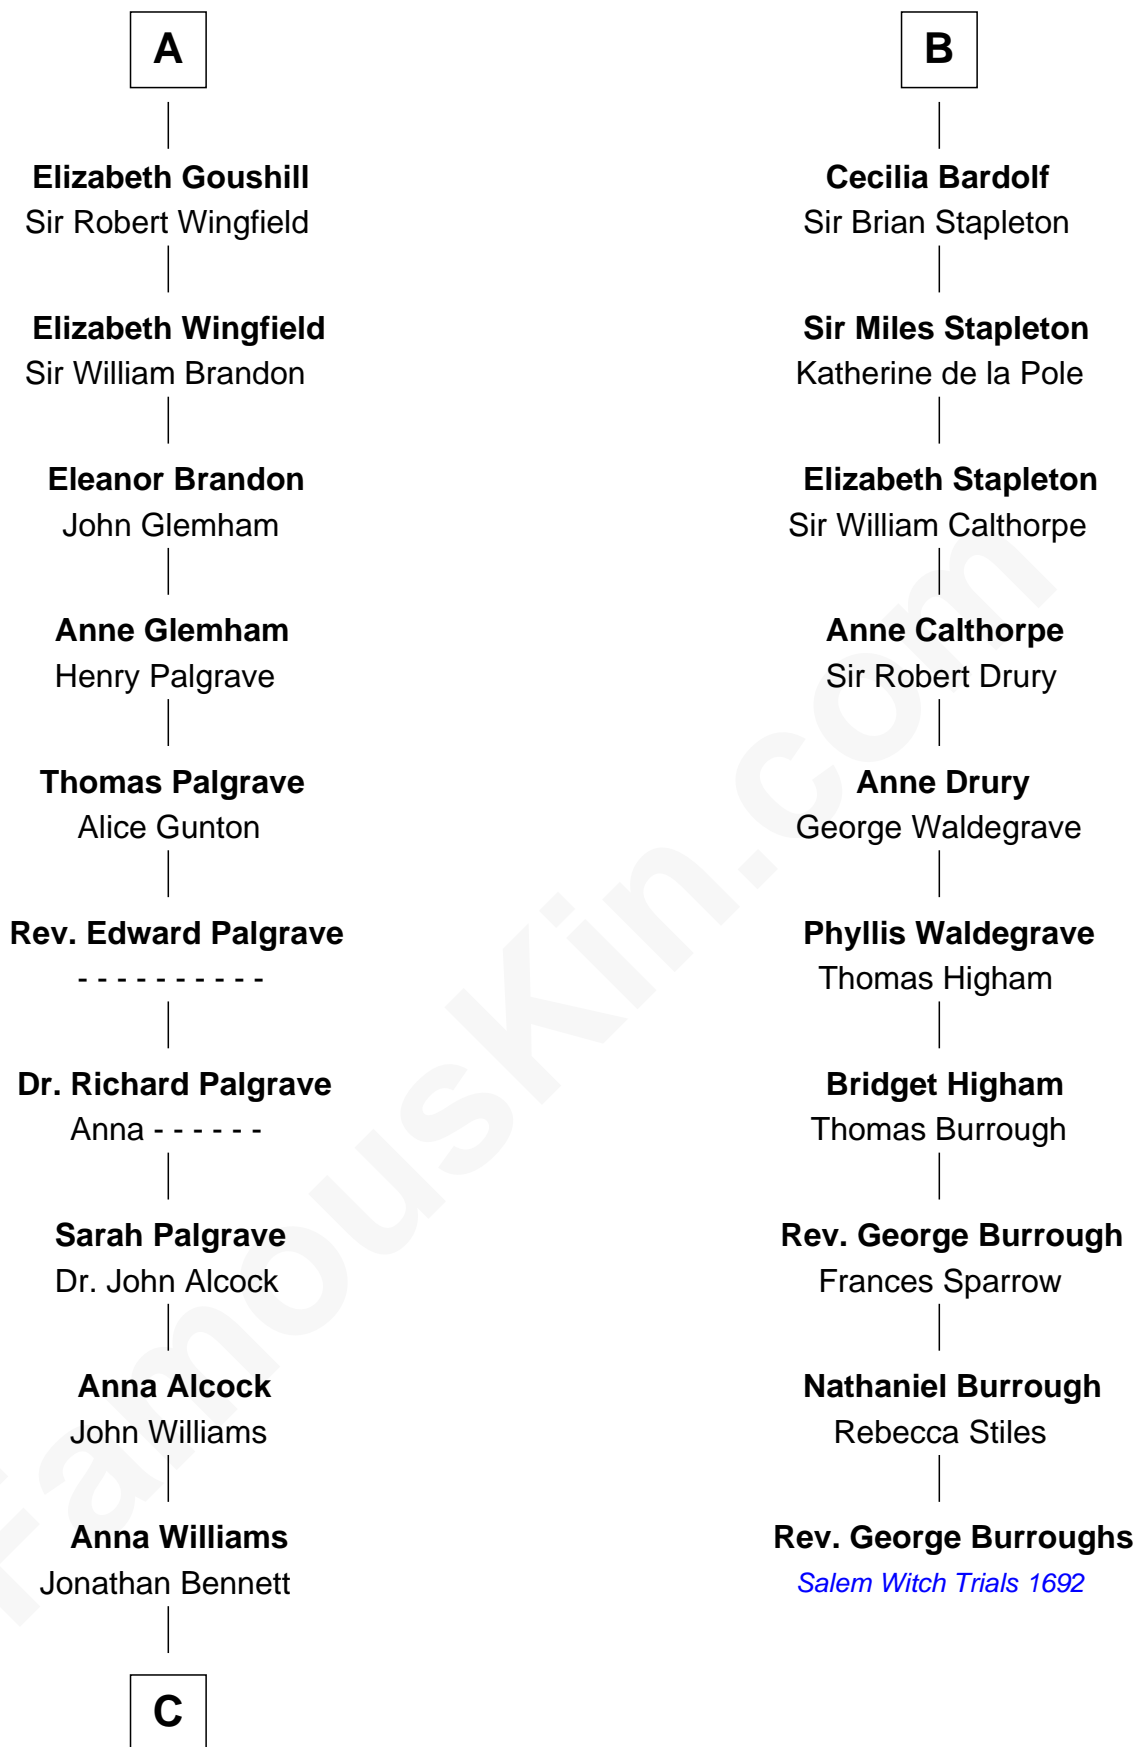 A
Elizabeth Goushill
Sir Robert Wingfield
Elizabeth Wingfield
Sir William Brandon
Eleanor Brandon
John Glemham
Anne Glemham
Henry Palgrave
Thomas Palgrave
Alice Gunton
Rev. Edward Palgrave
- - - - - - - - - -
Dr. Richard Palgrave
Anna - - - - - -
Sarah Palgrave
Dr. John Alcock
Anna Alcock
John Williams
Anna Williams
Jonathan Bennett
C
B
Cecilia Bardolf
Sir Brian Stapleton
Sir Miles Stapleton
Katherine de la Pole
Elizabeth Stapleton
Sir William Calthorpe
Anne Calthorpe
Sir Robert Drury
Anne Drury
George Waldegrave
Phyllis Waldegrave
Thomas Higham
Bridget Higham
Thomas Burrough
Rev. George Burrough
Frances Sparrow
Nathaniel Burrough
Rebecca Stiles
Rev. George Burroughs
Salem Witch Trials 1692
FamousKin.com